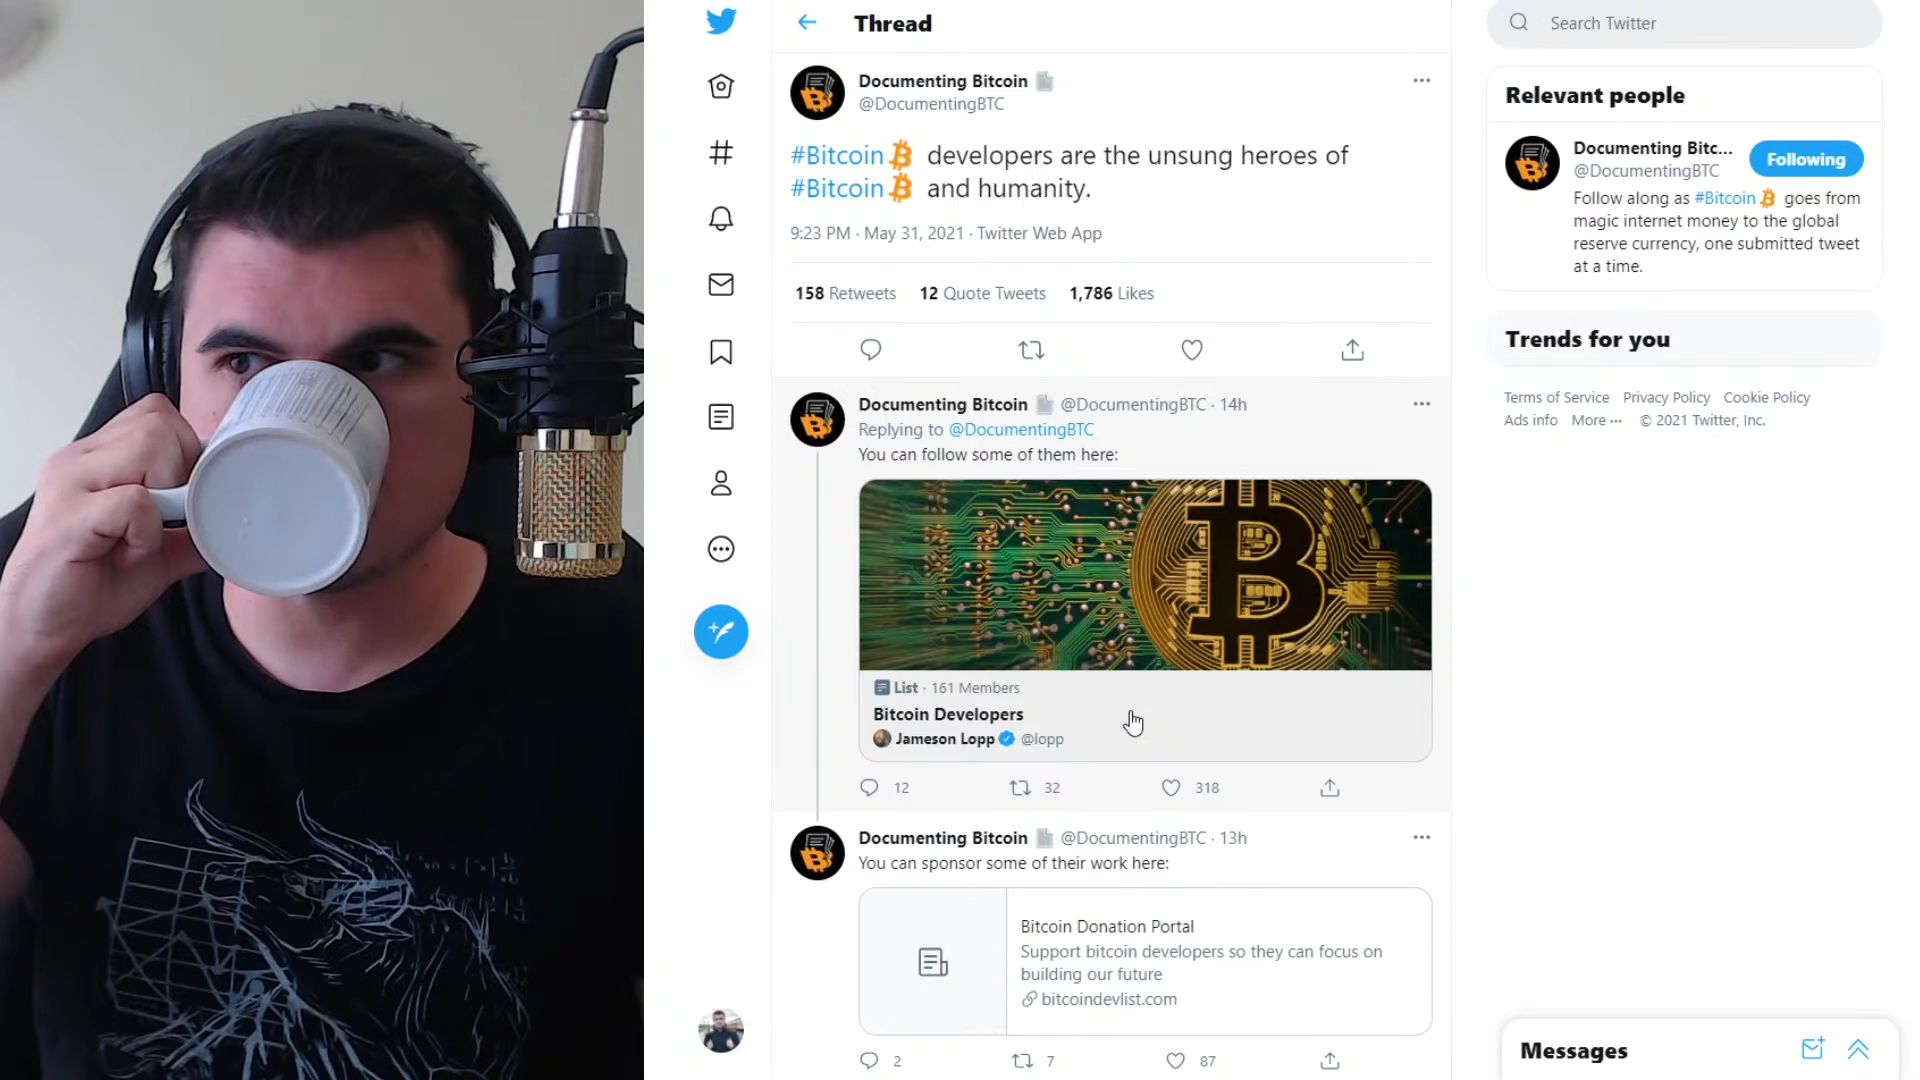 Thread
Documenting Bitcoin
@DocumentingBTC
#Bitcoin developers are the unsung heroes of
#Bitcoin and humanity.
9:23 PM · May 31, 2021 · Twitter Web App
158 Retweets 12 Quote Tweets 1,786 Likes
Documenting Bitcoin @DocumentingBTC · 14h
Replying to @DocumentingBTC
You can follow some of them here:
List · 161 Members
Bitcoin Developers
Jameson Lopp @lopp
12 32 318
Documenting Bitcoin @DocumentingBTC · 13h
You can sponsor some of their work here:
Bitcoin Donation Portal
Support bitcoin developers so they can focus on
building our future
bitcoindevlist.com
2 7 87
Search Twitter
Relevant people
Documenting Bitc...
@DocumentingBTC
Following
Follow along as #Bitcoin goes from
magic internet money to the global
reserve currency, one submitted tweet
at a time.
Trends for you
Terms of Service Privacy Policy Cookie Policy
Ads info More ··· © 2021 Twitter, Inc.
Messages